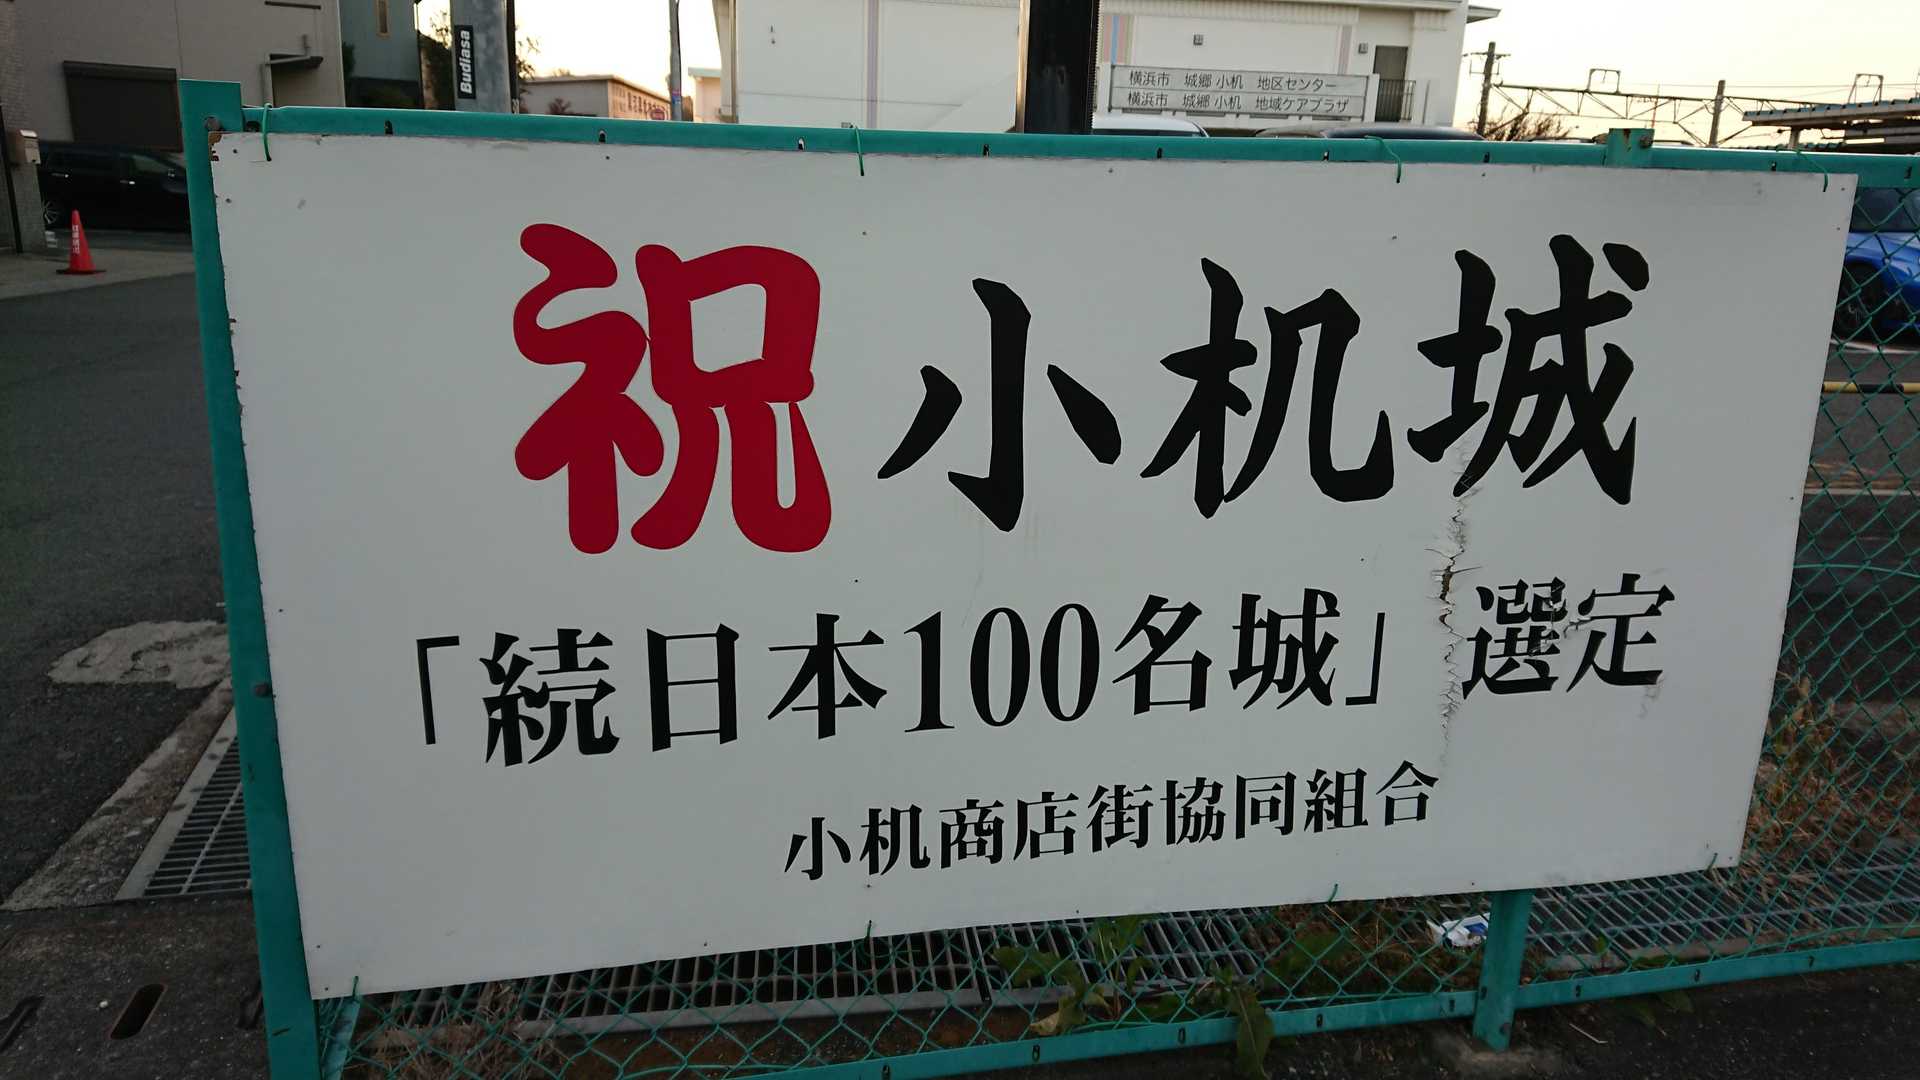 Budiasa
横浜市 城郷小机 地区センター
横浜市 城郷小机 地域ケアプラザ
祝小机城
「続日本100名城」選定
小机商店街協同組合